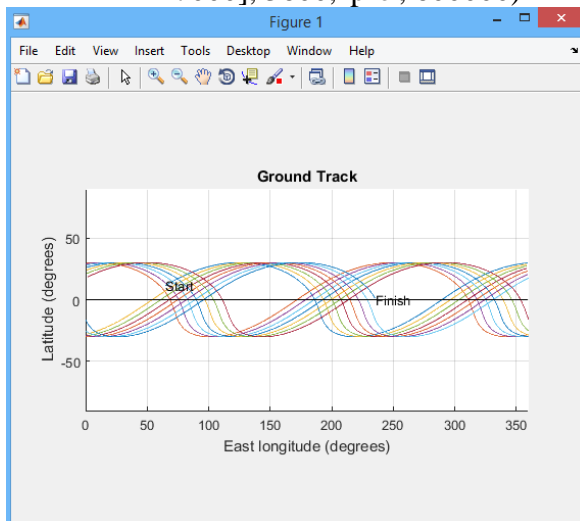 Figure 1
File Edit View Insert Tools Desktop Window Help
Ground Track
Latitude (degrees)
50
0
-50
Start
Finish
0 50 100 150 200 250 300 350
East longitude (degrees)